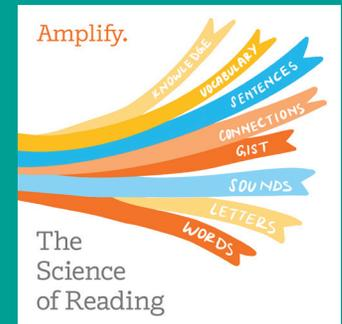 Amplify.
KNOWLEDGE
VOCABULARY
SENTENCES
CONNECTIONS
GIST
SOUNDS
LETTERS
WORDS
The
Science
of Reading